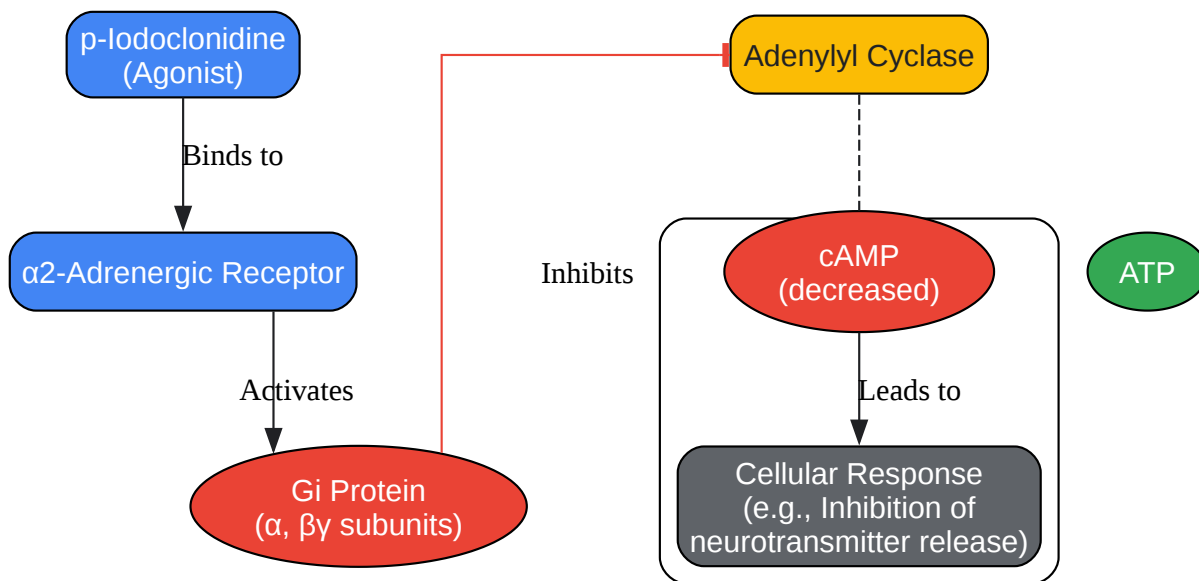 p-Iodoclonidine
(Agonist)
Binds to
α2-Adrenergic Receptor
Activates
Gi Protein
(α, βγ subunits)
Inhibits
Adenylyl Cyclase
cAMP
(decreased)
Leads to
Cellular Response
(e.g., Inhibition of
neurotransmitter release)
ATP